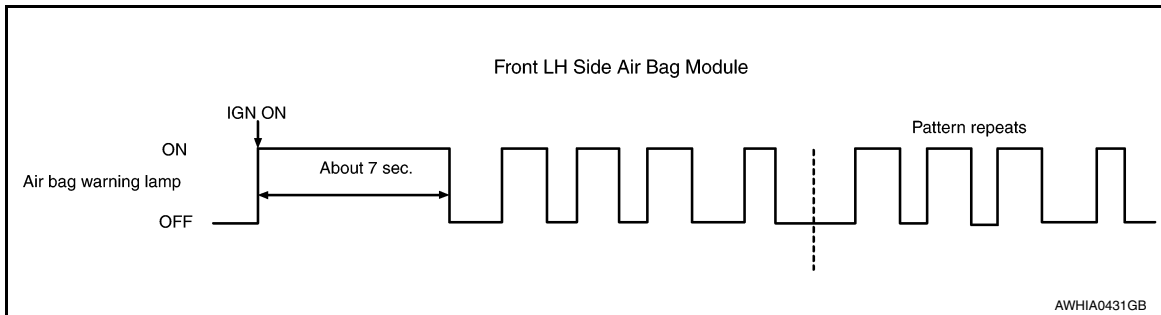 Front LH Side Air Bag Module
IGN ON
Pattern repeats
ON
About 7 sec.
Air bag warning lamp
OFF
AWHIA0431GB